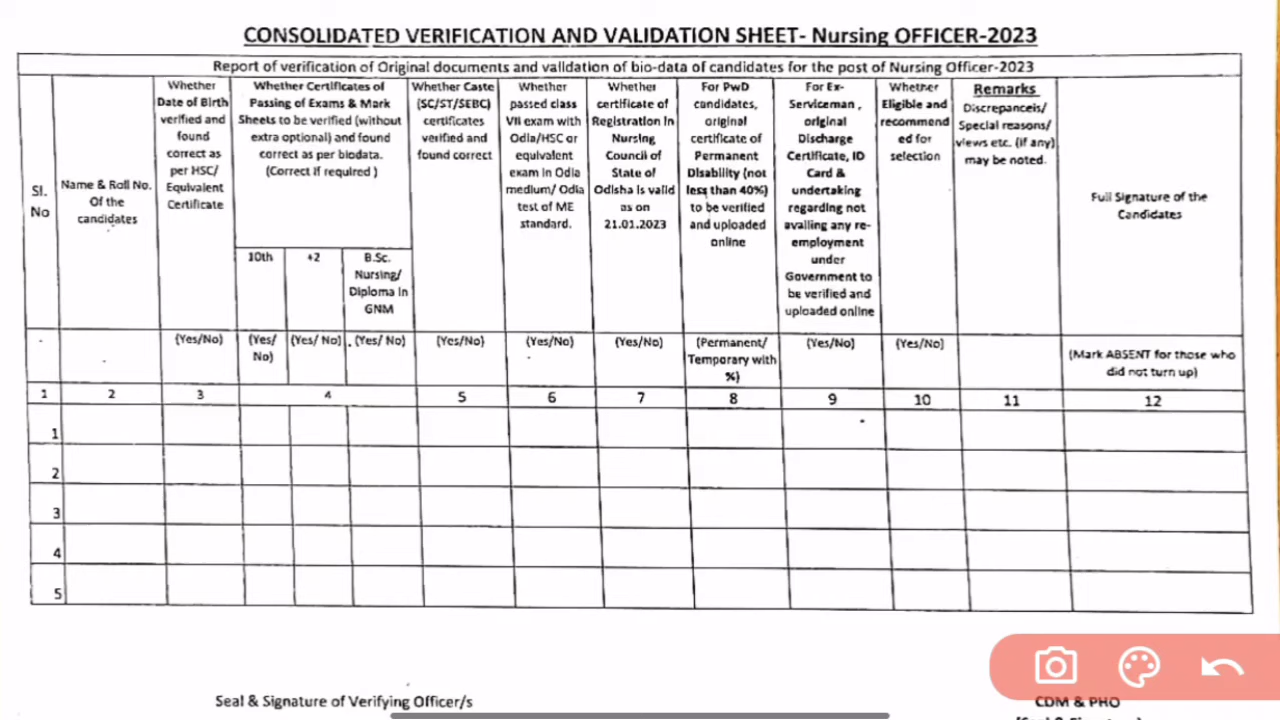 CONSOLIDATED VERIFICATION AND VALIDATION SHEET- Nursing OFFICER-2023
Report of verification of Original documents and validation of bio-data of candidates for the post of Nursing Officer-2023
Sl.
No
Name & Roll No.
Of the
candidates
Whether
Date of Birth
verified and
found
correct as
per HSC/
Equivalent
Certificate
Whether Certificates of
Passing of Exams & Mark
Sheets to be verified (without
extra optional) and found
correct as per biodata.
(Correct if required )
10th
+2
B.Sc.
Nursing/
Diploma in
GNM
Whether Caste
(SC/ST/SEBC)
certificates
verified and
found correct
Whether
passed class
VII exam with
Odia/HSC or
equivalent
exam in Odia
medium/ Odia
test of ME
standard.
Whether
certificate of
Registration in
Nursing
Council of
State of
Odisha is valid
as on
21.01.2023
For PwD
candidates,
original
certificate of
Permanent
Disability (not
less than 40%)
to be verified
and uploaded
online
For Ex-
Serviceman ,
original
Discharge
Certificate, ID
Card &
undertaking
regarding not
availing any re-
employment
under
Government to
be verified and
uploaded online
Whether
Eligible and
recommend
ed for
selection
Remarks
Discrepanceis/
Special reasons/
views etc. (if any)
may be noted.
Full Signature of the
Candidates
(Yes/No)
(Yes/
No)
(Yes/ No)
(Yes/ No)
(Yes/No)
(Yes/No)
(Yes/No)
(Permanent/
Temporary with
%)
(Yes/No)
(Yes/No)
(Mark ABSENT for those who
did not turn up)
1 2 3 4 5 6 7 8 9 10 11 12
1
2
3
4
5
Seal & Signature of Verifying Officer/s
CDM & PHO